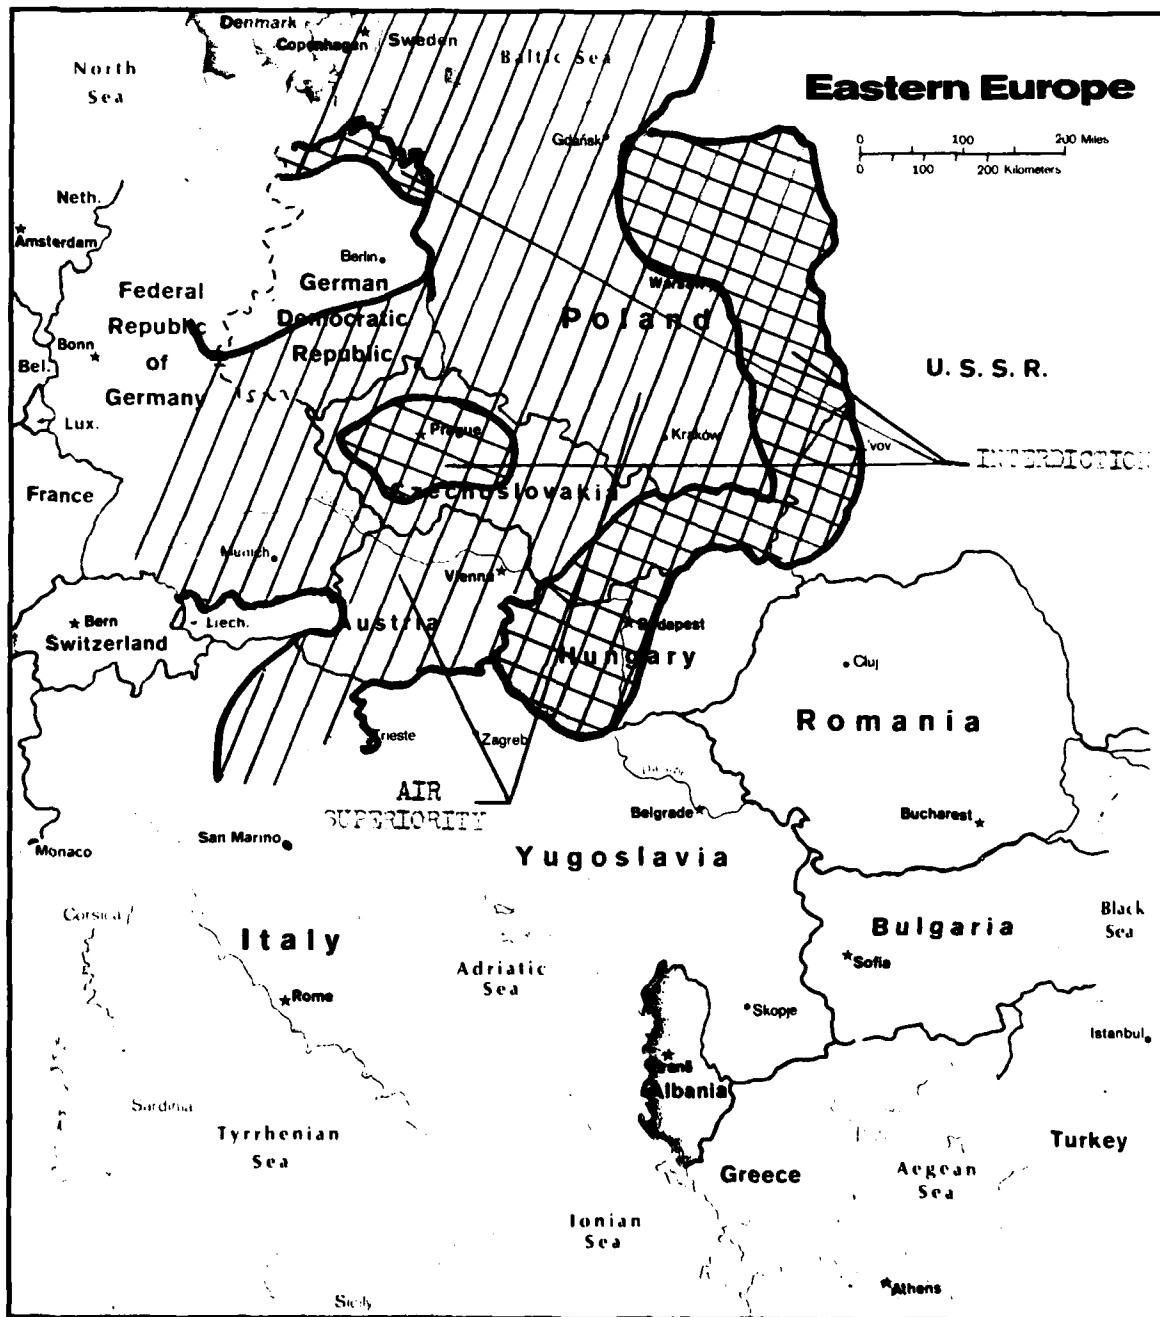 Denmark
Copenhagen
Sweden
Baltic Sea
North
Sea
Eastern Europe
0 100 200 Miles
0 100 200 Kilometers
Gdańsk
Neth.
Amsterdam
Berlin
German
Democratic
Republic
Federal
Republic
of
Germany
Warsaw
Poland
U.S.S.R.
Bonn
Bel.
Lux.
Prague
Kraków
'vov
INTERDICTION
Czechoslovakia
France
Munich
Vienna
Liech.
Bern
Switzerland
Austria
Budapest
Hungary
Cluj
Romania
Trieste
Zagreb
AIR
SUPERIORITY
Belgrade
Bucharest
San Marino
Monaco
Yugoslavia
Corsica
Italy
Bulgaria
Black
Sea
Sofia
Adriatic
Sea
Rome
Skopje
Istanbul
Tiranë
Albania
Sardinia
Tyrrhenian
Sea
Turkey
Greece
Aegean
Sea
Ionian
Sea
Athens
Sicily